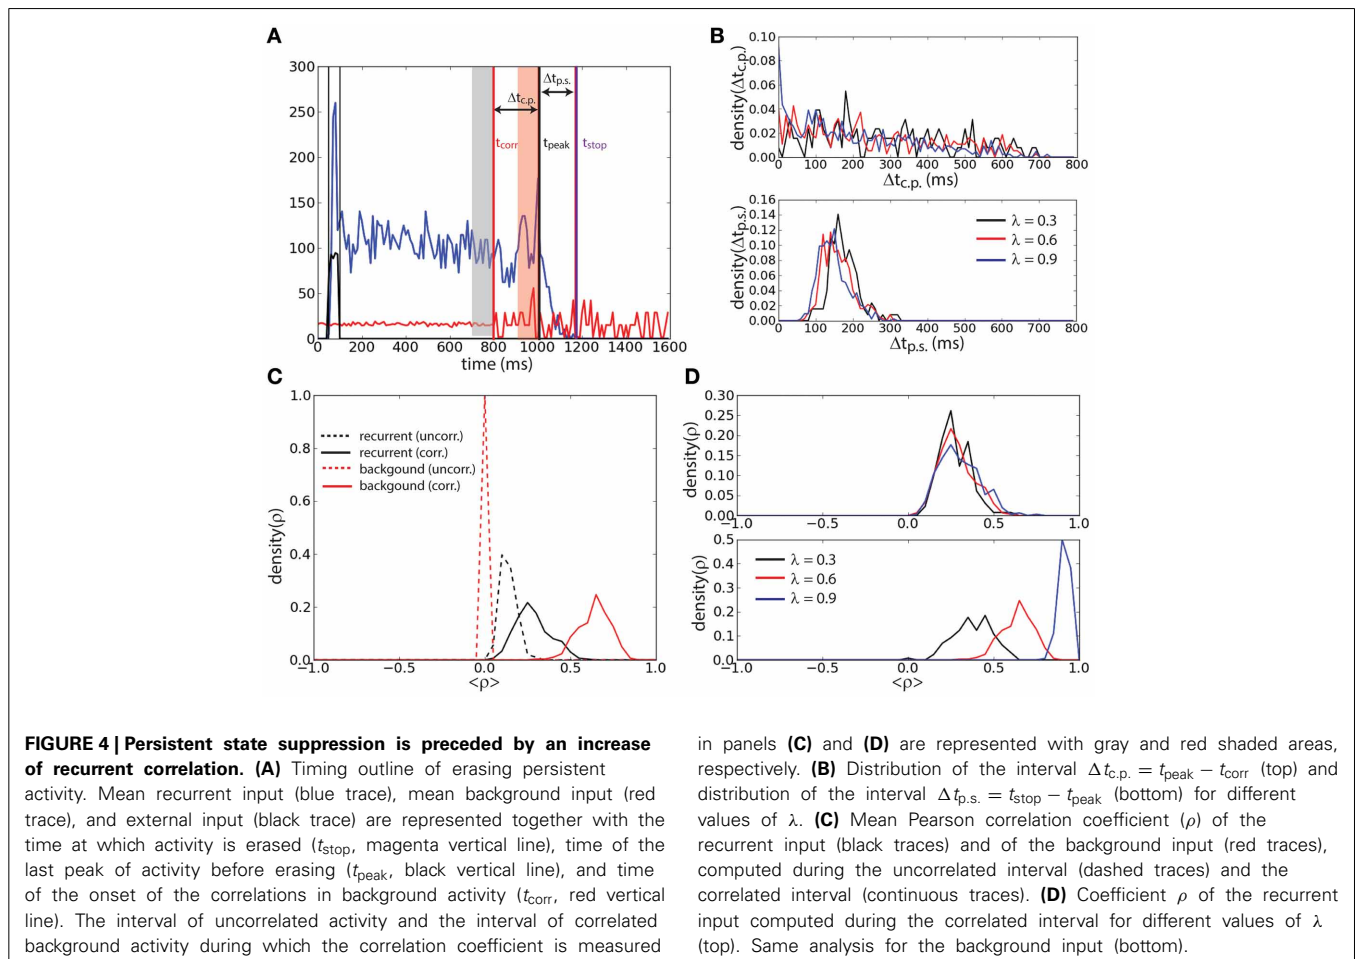 A
300
250
200
150
100
50
0
0 200 400 600 800 1000 1200 1400 1600
time (ms)
Δtc.p.
Δtp.s.
tcorr
tpeak
tstop
B
0.10
0.08
0.06
0.04
0.02
0.00
0 100 200 300 400 500 600 700 800
density(Δtc.p.)
Δtc.p. (ms)
0.16
0.14
0.12
0.10
0.08
0.06
0.04
0.02
0.00
0 100 200 300 400 500 600 700 800
density(Δtp.s.)
Δtp.s. (ms)
λ = 0.3
λ = 0.6
λ = 0.9
C
1.0
0.8
0.6
0.4
0.2
0.0
−1.0 −0.5 0.0 0.5 1.0
density(ρ)
<ρ>
recurrent (uncorr.)
recurrent (corr.)
backgound (uncorr.)
backgound (corr.)
D
0.30
0.25
0.20
0.15
0.10
0.05
0.00
−1.0 −0.5 0.0 0.5 1.0
density(ρ)
0.5
0.4
0.3
0.2
0.1
0.0
−1.0 −0.5 0.0 0.5 1.0
density(ρ)
<ρ>
λ = 0.3
λ = 0.6
λ = 0.9
FIGURE 4 | Persistent state suppression is preceded by an increase
of recurrent correlation. (A) Timing outline of erasing persistent
activity. Mean recurrent input (blue trace), mean background input (red
trace), and external input (black trace) are represented together with the
time at which activity is erased (tstop, magenta vertical line), time of the
last peak of activity before erasing (tpeak, black vertical line), and time
of the onset of the correlations in background activity (tcorr, red vertical
line). The interval of uncorrelated activity and the interval of correlated
background activity during which the correlation coefficient is measured
in panels (C) and (D) are represented with gray and red shaded areas,
respectively. (B) Distribution of the interval Δtc.p. = tpeak − tcorr (top) and
distribution of the interval Δtp.s. = tstop − tpeak (bottom) for different
values of λ. (C) Mean Pearson correlation coefficient (ρ) of the
recurrent input (black traces) and of the background input (red traces),
computed during the uncorrelated interval (dashed traces) and the
correlated interval (continuous traces). (D) Coefficient ρ of the recurrent
input computed during the correlated interval for different values of λ
(top). Same analysis for the background input (bottom).